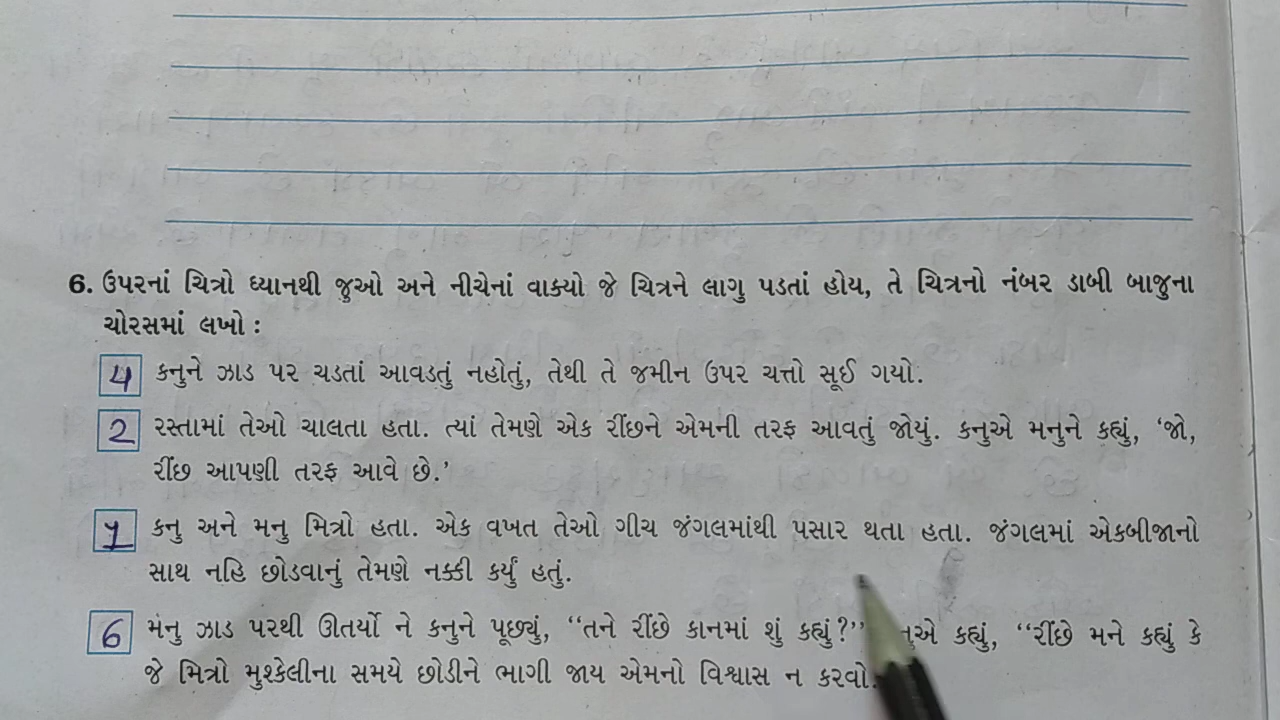 6. ઉપરનાં ચિત્રો ધ્યાનથી જુઓ અને નીચેનાં વાક્યો જે ચિત્રને લાગુ પડતાં હોય, તે ચિત્રનો નંબર ડાબી બાજુના
ચોરસમાં લખો :
4 કનુને ઝાડ પર ચડતાં આવડતું નહોતું, તેથી તે જમીન ઉપર ચત્તો સૂઈ ગયો.
2 રસ્તામાં તેઓ ચાલતા હતા. ત્યાં તેમણે એક રીંછને એમની તરફ આવતું જોયું. કનુએ મનુને કહ્યું, ‘જો,
રીંછ આપણી તરફ આવે છે.’
1 કનુ અને મનુ મિત્રો હતા. એક વખત તેઓ ગીચ જંગલમાંથી પસાર થતા હતા. જંગલમાં એકબીજાનો
સાથ નહિ છોડવાનું તેમણે નક્કી કર્યું હતું.
6 મનુ ઝાડ પરથી ઊતર્યો ને કનુને પૂછ્યું, “તને રીંછે કાનમાં શું કહ્યું?” કહ્યું, “રીંછે મને કહ્યું કે
જે મિત્રો મુશ્કેલીના સમયે છોડીને ભાગી જાય એમનો વિશ્વાસ ન કરવો.